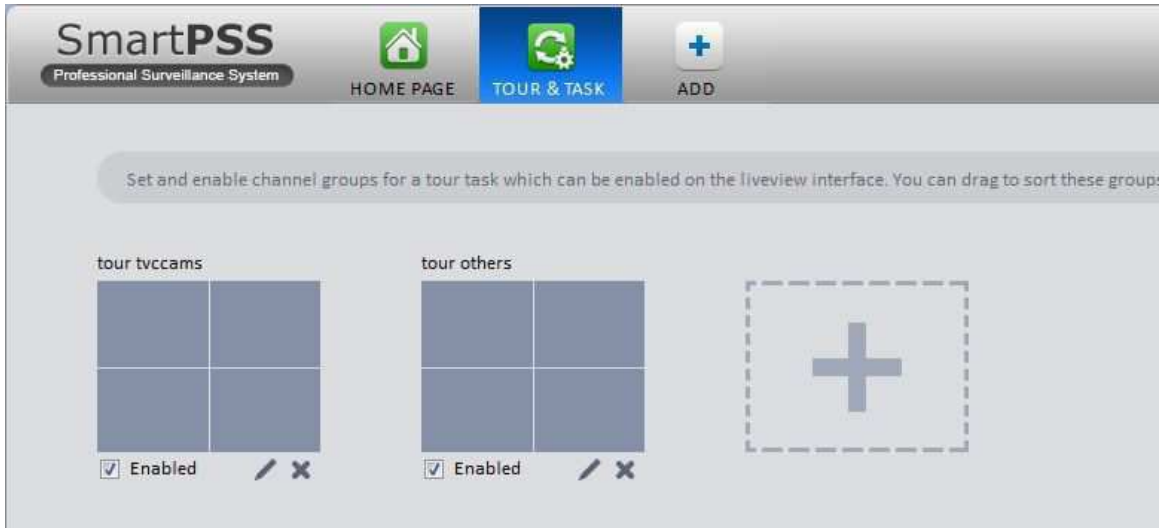 SmartPSS
Professional Surveillance System
HOME PAGE
TOUR & TASK
ADD
Set and enable channel groups for a tour task which can be enabled on the liveview interface. You can drag to sort these groups
tour tvccams
tour others
Enabled
Enabled